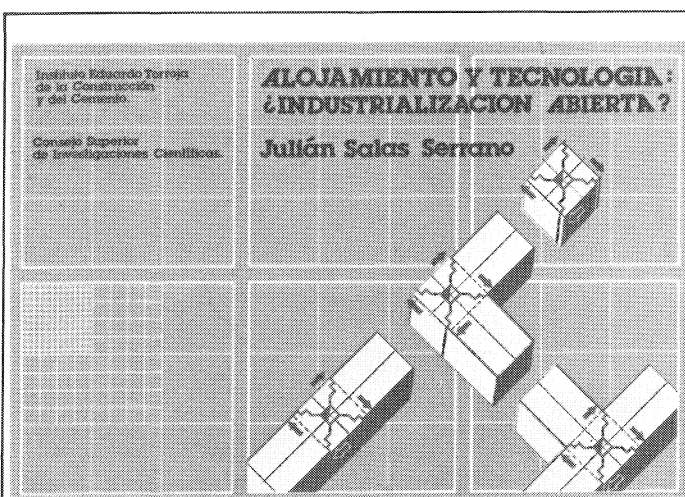 Instituto Eduardo Torroja
de la Construcción
y del Cemento.
Consejo Superior
de Investigaciones Científicas.
ALOJAMIENTO Y TECNOLOGIA:
¿INDUSTRIALIZACION ABIERTA?
Julián Salas Serrano